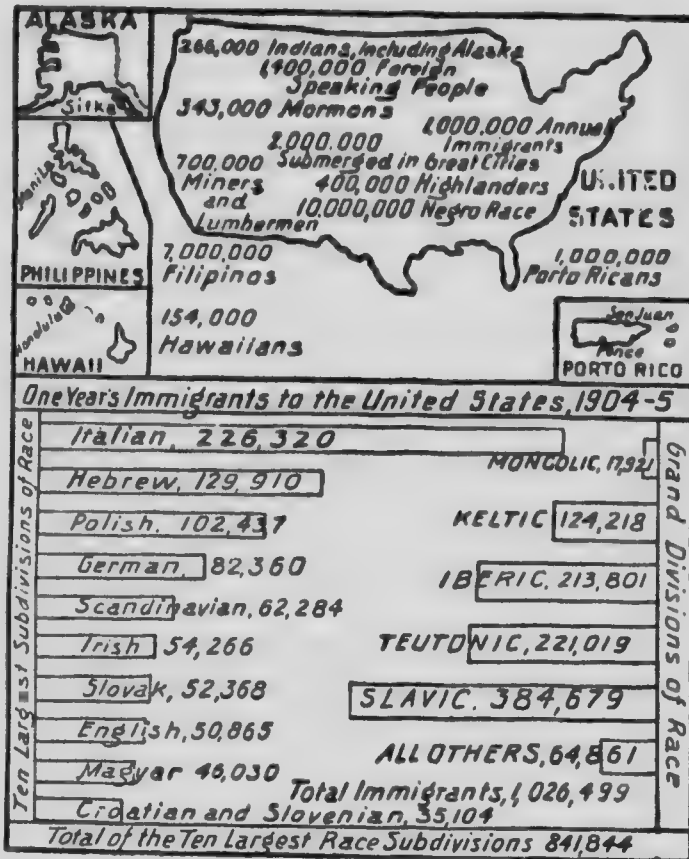 ALASKA
Sitka
266,000 Indians, including Alaska
1,400,000 Foreign
Speaking People
343,000 Mormons
1,000,000 Annual
Immigrants
2,000,000
Submerged in Great Cities
700,000
Miners
and
Lumbermen
400,000 Highlanders
10,000,000 Negro Race
UNITED
STATES
Manila
PHILIPPINES
7,000,000
Filipinos
1,000,000
Porto Ricans
Honolulu
HAWAII
154,000
Hawaiians
San Juan
Ponce
PORTO RICO
One Year's Immigrants to the United States, 1904-5
Ten Largest Subdivisions of Race
Italian, 226,320
Hebrew, 129,910
Polish, 102,437
German, 82,360
Scandinavian, 62,284
Irish 54,266
Slovak, 52,368
English, 50,865
Magyar 46,030
Croatian and Slovenian, 35,104
MONGOLIC, 17,921
KELTIC 124,218
IBERIC, 213,801
TEUTONIC, 221,019
SLAVIC. 384,679
ALL OTHERS, 64,861
Total Immigrants, 1,026,499
Grand Divisions of Race
Total of the Ten Largest Race Subdivisions 841,844